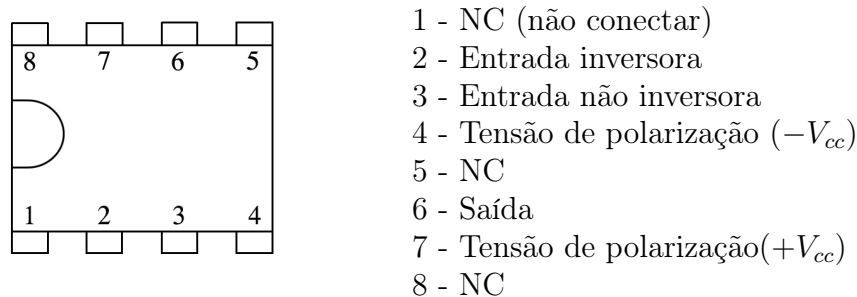 8 7 6 5
1 2 3 4
1 - NC (não conectar)
2 - Entrada inversora
3 - Entrada não inversora
4 - Tensão de polarização (−Vcc)
5 - NC
6 - Saída
7 - Tensão de polarização(+Vcc)
8 - NC